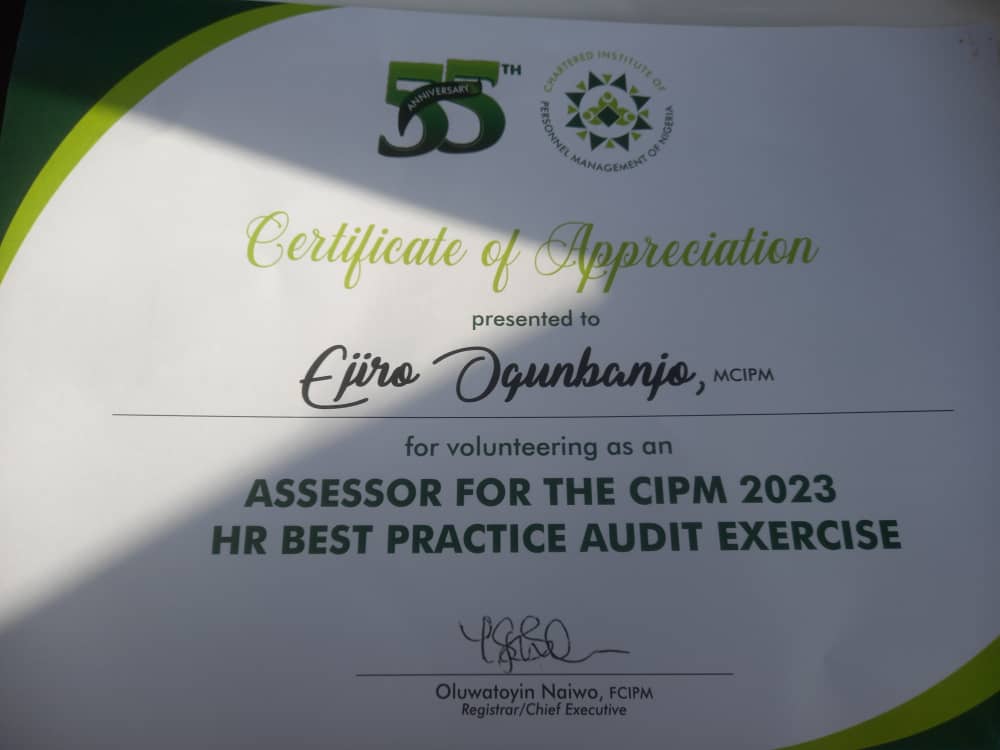 55TH
ANNIVERSARY
CHARTERED INSTITUTE OF
PERSONNEL MANAGEMENT OF NIGERIA
Certificate of Appreciation
presented to
Ejiro Ogunbanjo, MCIPM
for volunteering as an
ASSESSOR FOR THE CIPM 2023
HR BEST PRACTICE AUDIT EXERCISE
Oluwatoyin Naiwo, FCIPM
Registrar/Chief Executive